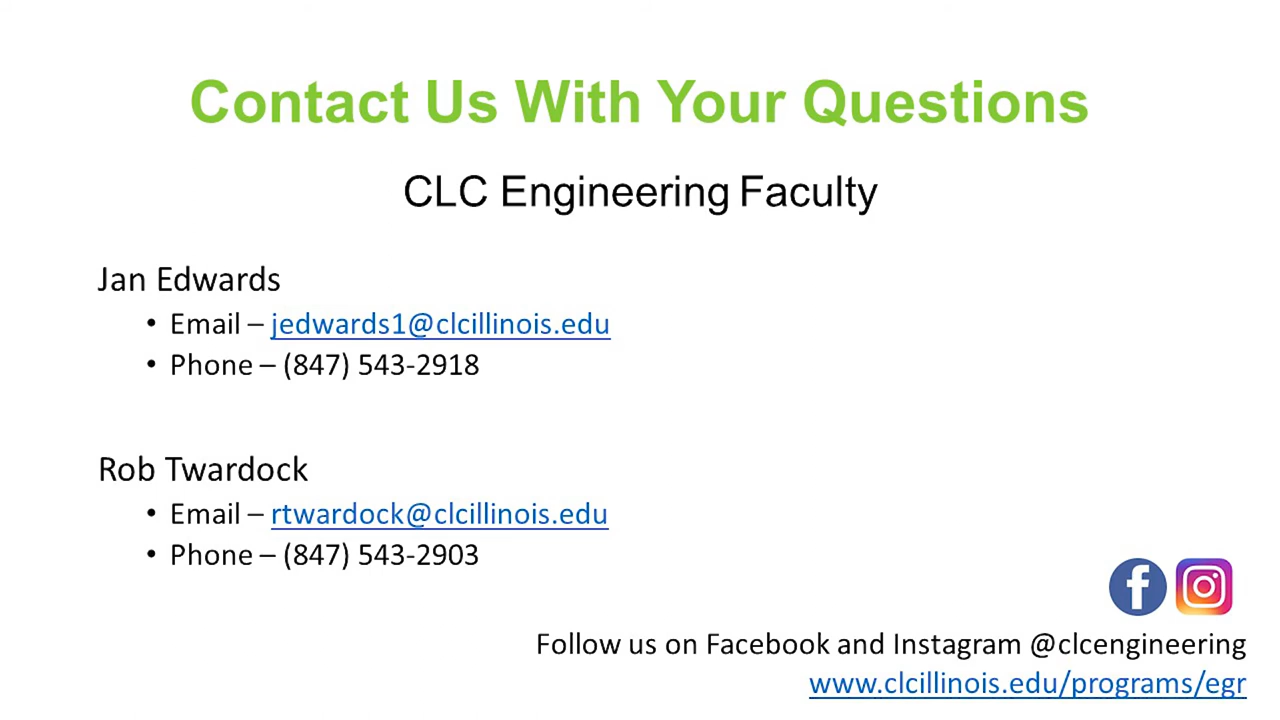 Contact Us With Your Questions
CLC Engineering Faculty
Jan Edwards
• Email – jedwards1@clcillinois.edu
• Phone – (847) 543-2918
Rob Twardock
• Email – rtwardock@clcillinois.edu
• Phone – (847) 543-2903
Follow us on Facebook and Instagram @clcengineering
www.clcillinois.edu/programs/egr